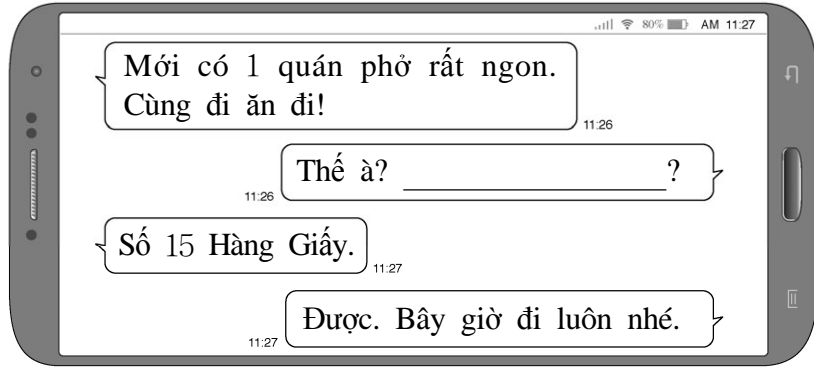 80% AM 11:27
Mới có 1 quán phở rất ngon.
Cùng đi ăn đi!
11:26
Thế à? ____________________?
11:26
Số 15 Hàng Giấy.
11:27
Được. Bây giờ đi luôn nhé.
11:27